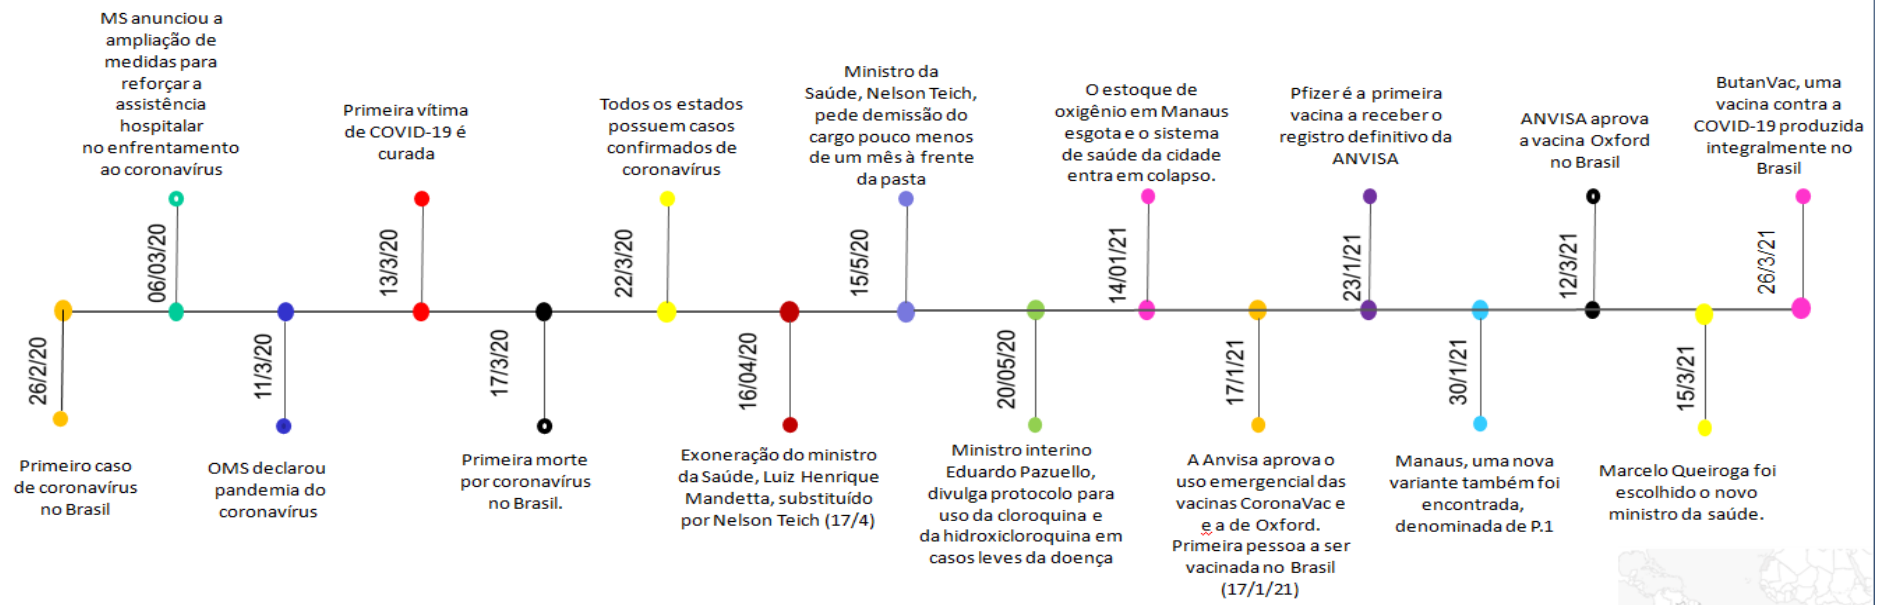 26/2/20
Primeiro caso
de coronavírus
no Brasil
MS anunciou a
ampliação de
medidas para
reforçar a
assistência
hospitalar
no enfrentamento
ao coronavírus
06/03/20
11/3/20
OMS declarou
pandemia do
coronavírus
Primeira vítima
de COVID-19 é
curada
13/3/20
17/3/20
Primeira morte
por coronavírus
no Brasil.
Todos os estados
possuem casos
confirmados de
coronavírus
22/3/20
16/04/20
Exoneração do ministro
da Saúde, Luiz Henrique
Mandetta, substituído
por Nelson Teich (17/4)
Ministro da
Saúde, Nelson Teich,
pede demissão do
cargo pouco menos
de um mês à frente
da pasta
15/5/20
20/05/20
Ministro interino
Eduardo Pazuello,
divulga protocolo para
uso da cloroquina e
da hidroxicloroquina em
casos leves da doença
O estoque de
oxigênio em Manaus
esgota e o sistema
de saúde da cidade
entra em colapso.
14/01/21
17/1/21
A Anvisa aprova o
uso emergencial das
vacinas CoronaVac e
e a de Oxford.
Primeira pessoa a ser
vacinada no Brasil
(17/1/21)
Pfizer é a primeira
vacina a receber o
registro definitivo da
ANVISA
23/1/21
30/1/21
Manaus, uma nova
variante também foi
encontrada,
denominada de P.1
ANVISA aprova
a vacina Oxford
no Brasil
12/3/21
15/3/21
Marcelo Queiroga foi
escolhido o novo
ministro da saúde.
ButanVac, uma
vacina contra a
COVID-19 produzida
integralmente no
Brasil
26/3/21